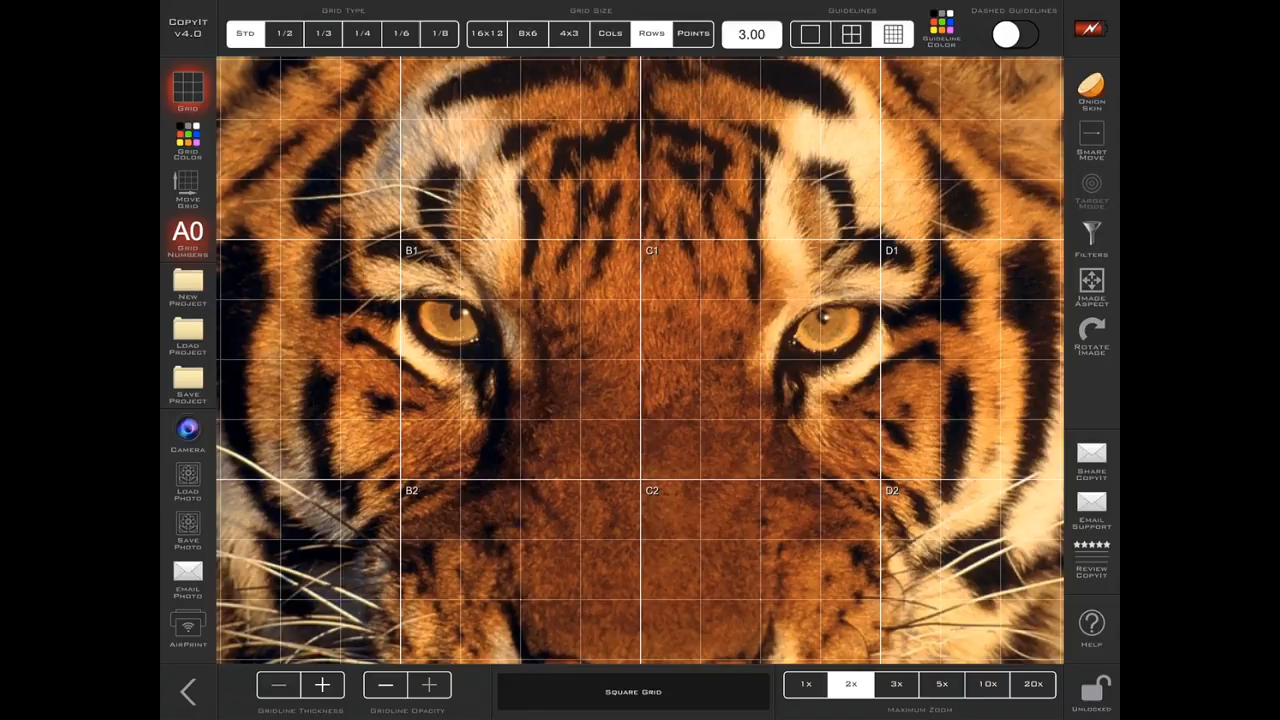 CopyIt
v4.0
Grid Type
Grid Size
Guidelines
Dashed Guidelines
Std
1/2
1/3
1/4
1/6
1/8
16x12
8x6
4x3
Cols
Rows
Points
3.00
Guideline
Color
Grid
Grid
Color
Move
Grid
A0
Grid
Numbers
New
Project
Load
Project
Save
Project
Camera
Load
Photo
Save
Photo
Email
Photo
AirPrint
B1
C1
D1
B2
C2
D2
Onion
Skin
Smart
Move
Target
Mode
Filters
Image
Aspect
Rotate
Image
Share
CopyIt
Email
Support
Review
CopyIt
Help
Unlocked
Gridline Thickness
Gridline Opacity
Square Grid
1x
2x
3x
5x
10x
20x
Maximum Zoom